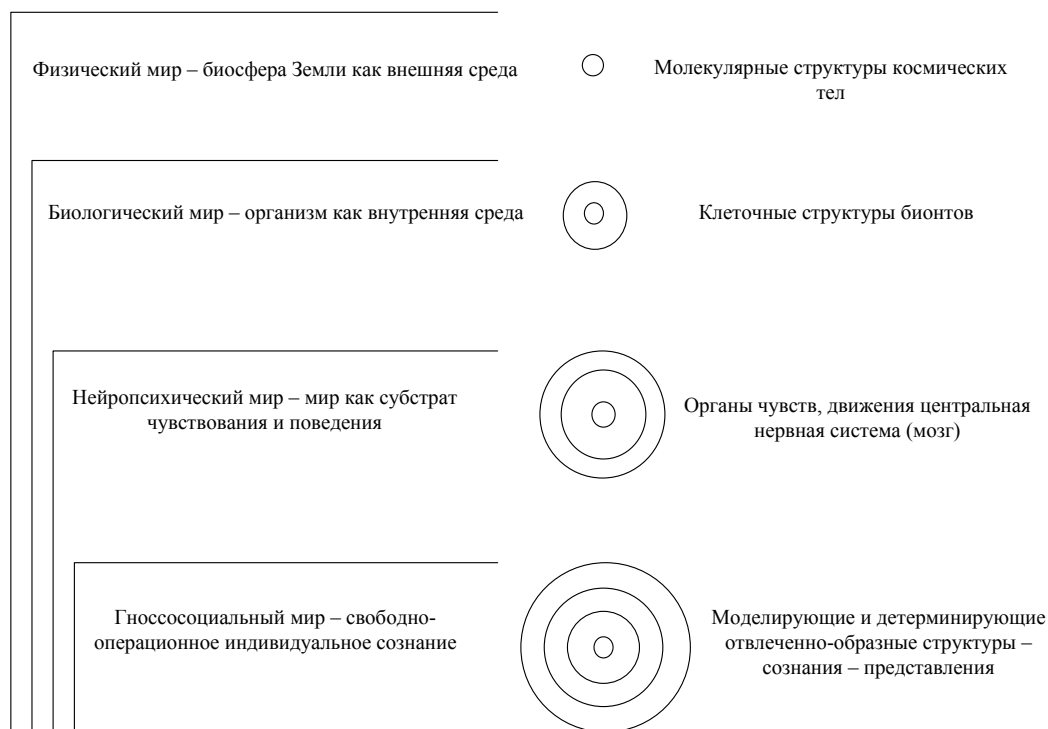 Физический мир – биосфера Земли как внешняя среда
Молекулярные структуры космических
тел
Биологический мир – организм как внутренняя среда
Клеточные структуры бионтов
Нейропсихический мир – мир как субстрат
чувствования и поведения
Органы чувств, движения центральная
нервная система (мозг)
Гноссосоциальный мир – свободно-
операционное индивидуальное сознание
Моделирующие и детерминирующие
отвлеченно-образные структуры –
сознания – представления